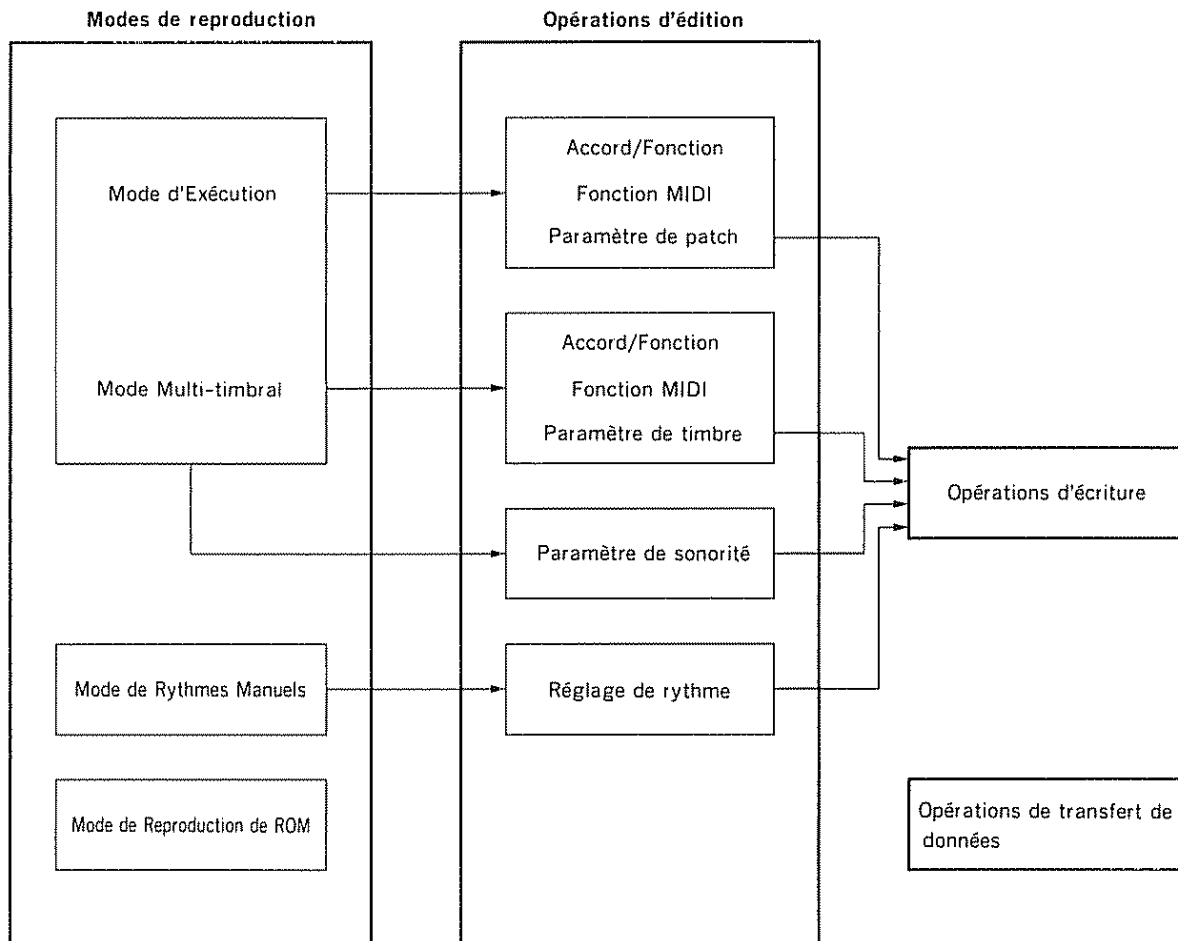 Modes de reproduction
Opérations d'édition
Mode d'Exécution
Mode Multi-timbral
Mode de Rythmes Manuels
Mode de Reproduction de ROM
Accord/Fonction
Fonction MIDI
Paramètre de patch
Accord/Fonction
Fonction MIDI
Paramètre de timbre
Paramètre de sonorité
Réglage de rythme
Opérations d'écriture
Opérations de transfert de
données